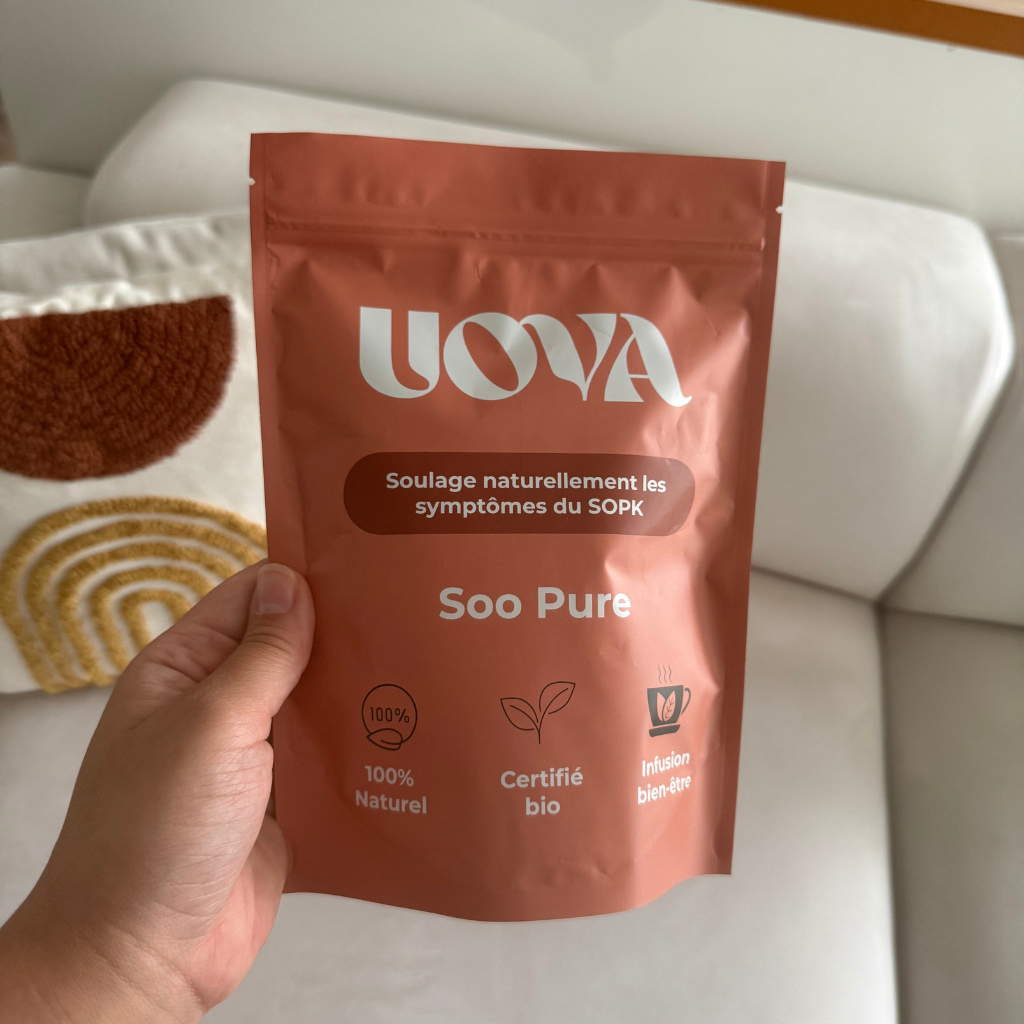 UOVA
Soulage naturellement les
symptômes du SOPK
Soo Pure
100%
100%
Naturel
Certifié
bio
Infusion
bien-être